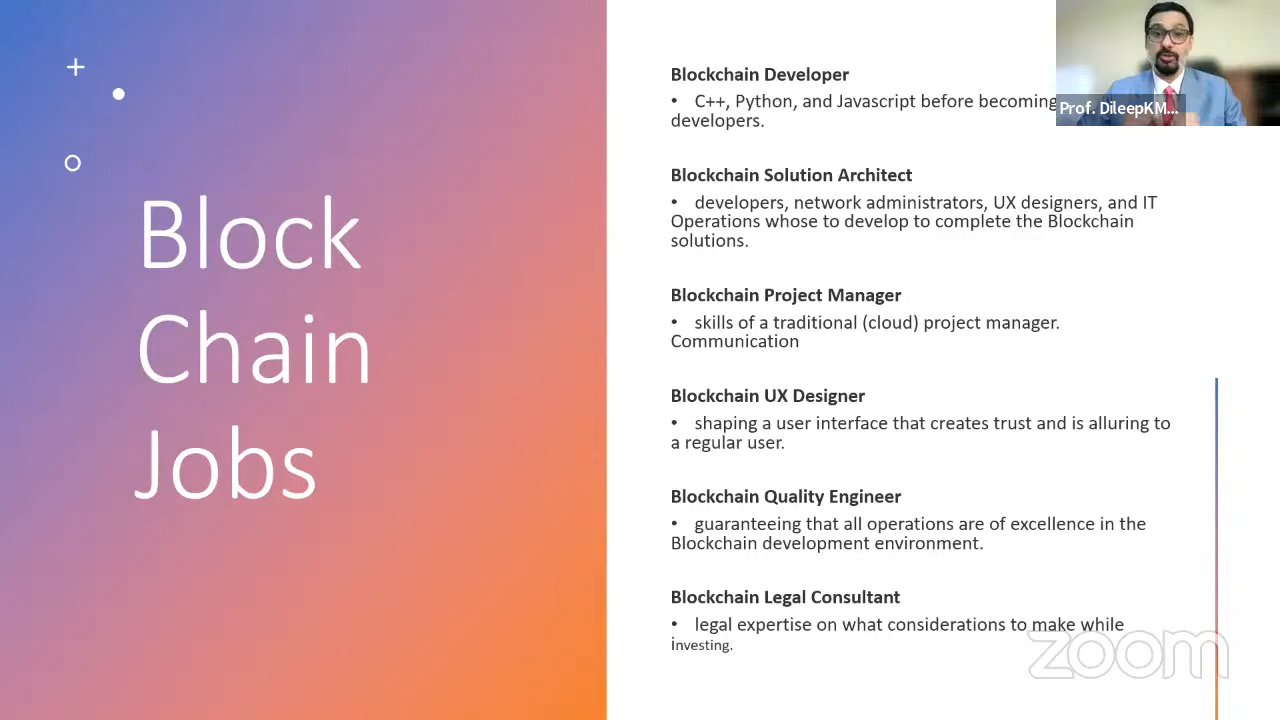 Block
Chain
Jobs
Blockchain Developer
• C++, Python, and Javascript before becoming
developers.
Blockchain Solution Architect
• developers, network administrators, UX designers, and IT
Operations whose to develop to complete the Blockchain
solutions.
Blockchain Project Manager
• skills of a traditional (cloud) project manager.
Communication
Blockchain UX Designer
• shaping a user interface that creates trust and is alluring to
a regular user.
Blockchain Quality Engineer
• guaranteeing that all operations are of excellence in the
Blockchain development environment.
Blockchain Legal Consultant
• legal expertise on what considerations to make while
investing.
Prof. DileepKM...
zoom